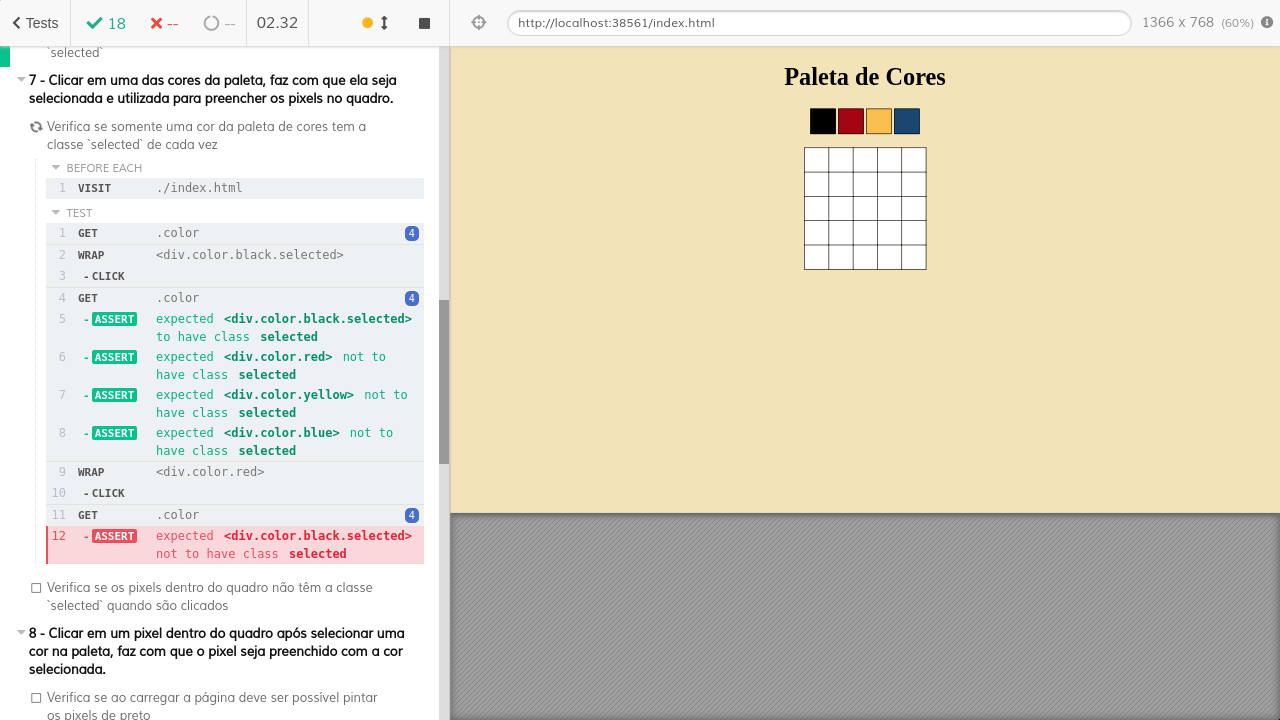 Tests
18
--
--
02.32
http://localhost:38561/index.html
1366 x 768 (60%)
`selected`
7 - Clicar em uma das cores da paleta, faz com que ela seja
selecionada e utilizada para preencher os pixels no quadro.
Verifica se somente uma cor da paleta de cores tem a
classe `selected` de cada vez
BEFORE EACH
1 VISIT ./index.html
TEST
1 GET .color 4
2 WRAP <div.color.black.selected>
3 -CLICK
4 GET .color 4
5 -ASSERT expected <div.color.black.selected>
to have class selected
6 -ASSERT expected <div.color.red> not to
have class selected
7 -ASSERT expected <div.color.yellow> not to
have class selected
8 -ASSERT expected <div.color.blue> not to
have class selected
9 WRAP <div.color.red>
10 -CLICK
11 GET .color 4
12 -ASSERT expected <div.color.black.selected>
not to have class selected
Verifica se os pixels dentro do quadro não têm a classe
`selected` quando são clicados
8 - Clicar em um pixel dentro do quadro após selecionar uma
cor na paleta, faz com que o pixel seja preenchido com a cor
selecionada.
Verifica se ao carregar a página deve ser possível pintar
os pixels de preto
Paleta de Cores